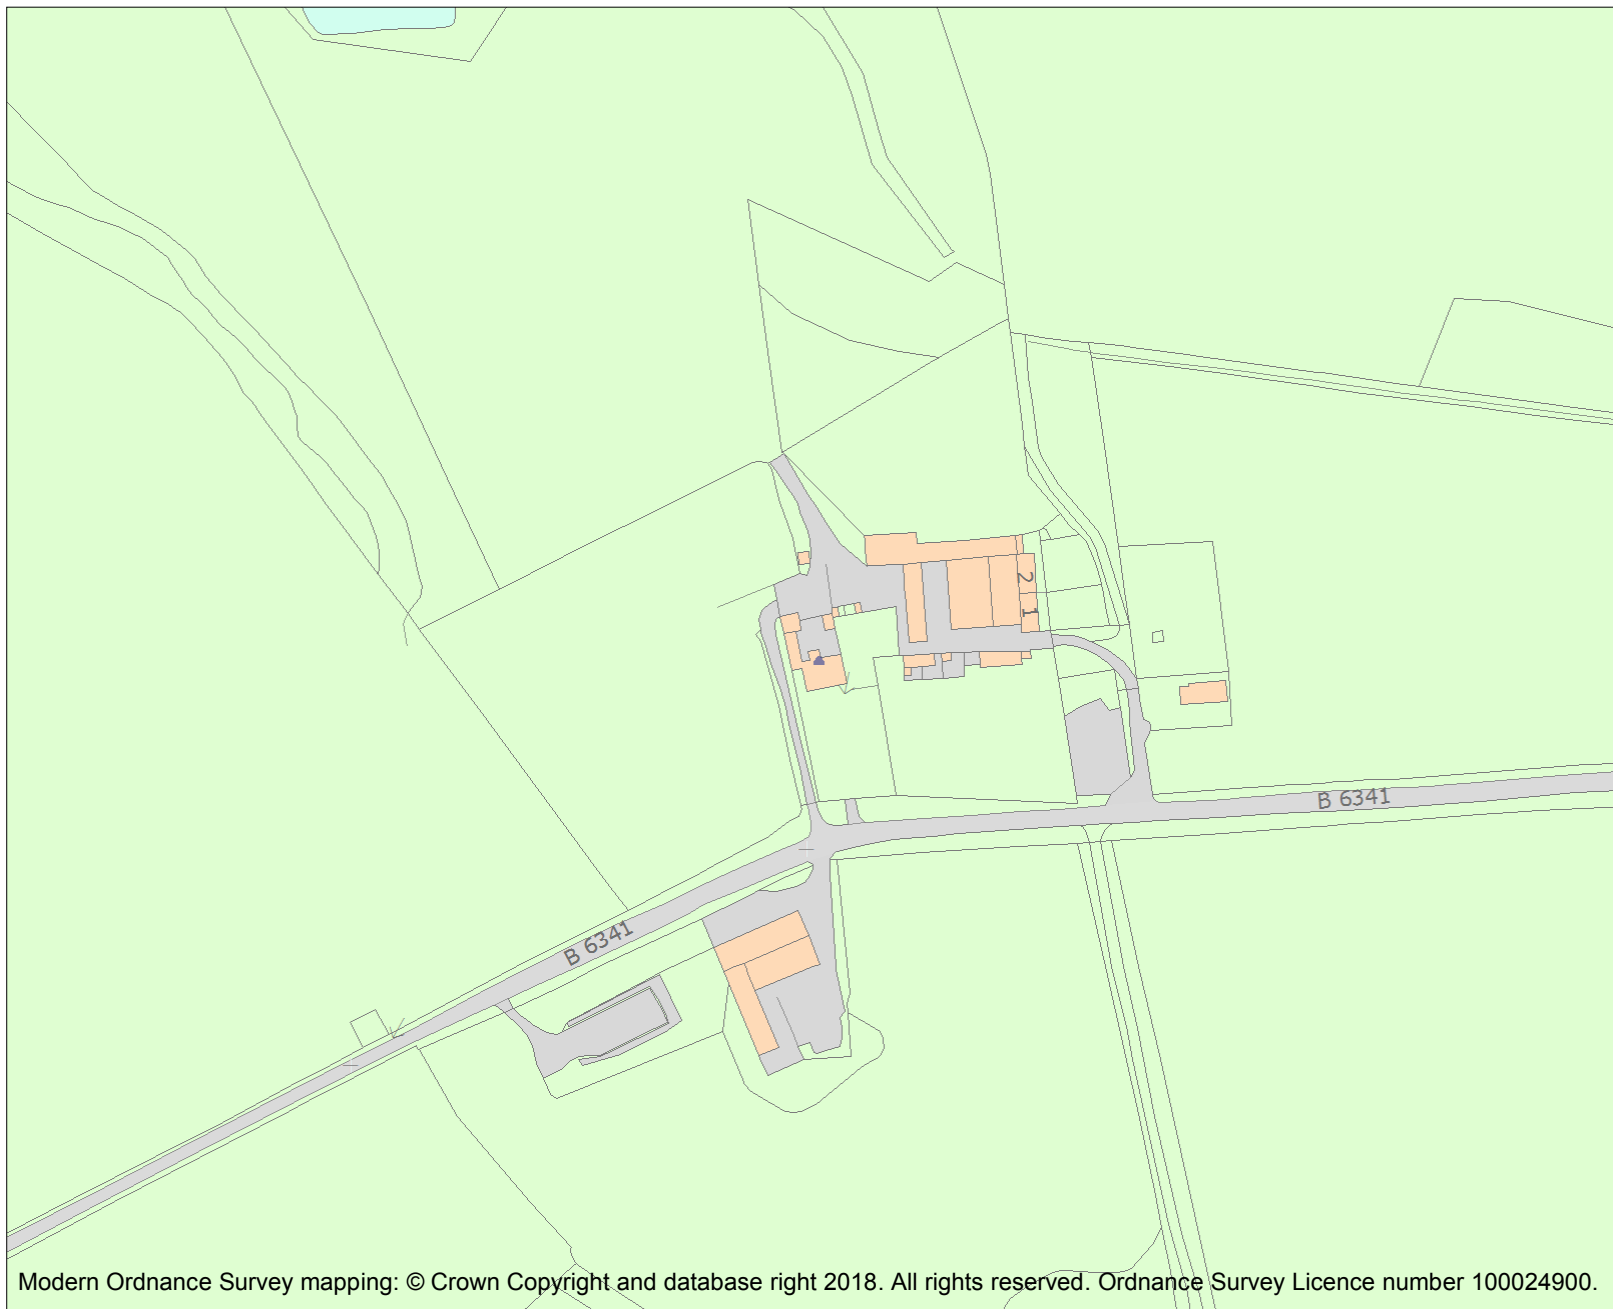 2
1
B 6341
B 6341
Modern Ordnance Survey mapping: © Crown Copyright and database right 2018. All rights reserved. Ordnance Survey Licence number 100024900.